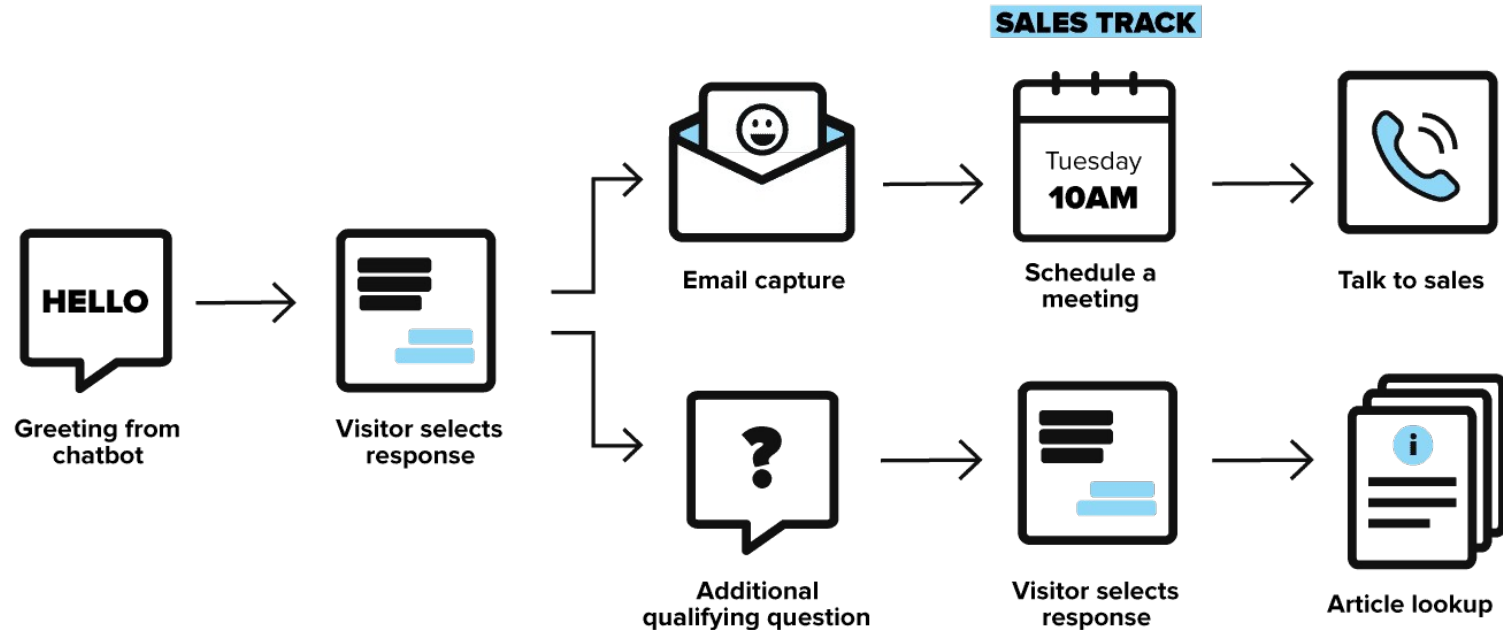 SALES TRACK
Tuesday
10AM
Email capture
Schedule a
meeting
Talk to sales
HELLO
Greeting from
chatbot
Visitor selects
response
?
Additional
qualifying question
Visitor selects
response
i
Article lookup